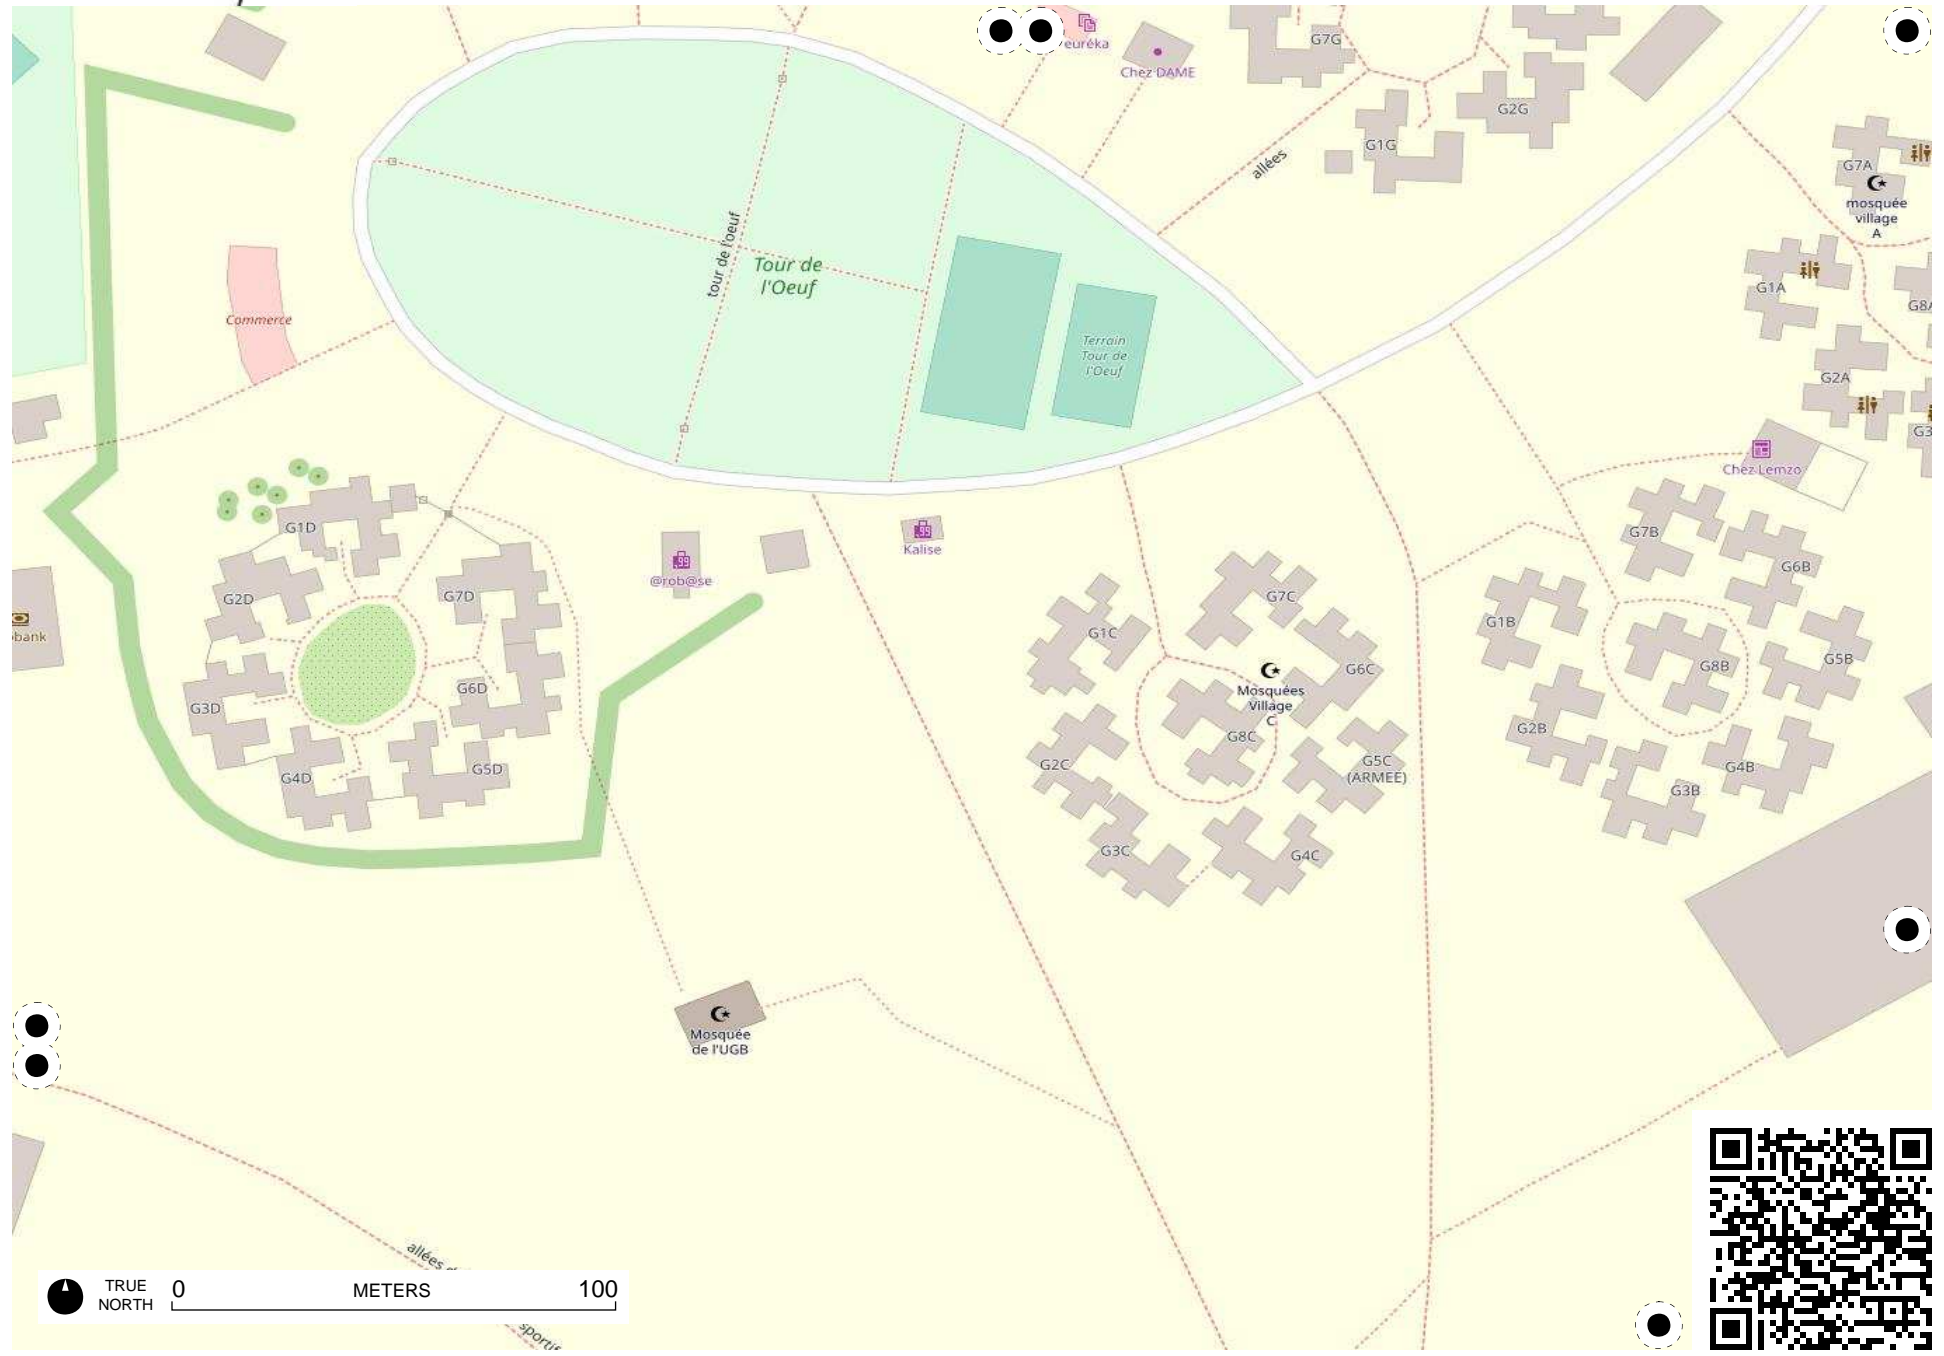 euréka
Chez DAME
G7G
G2G
G1G
allées
G7A
mosquée
village
A
G1A
G8A
G2A
G3
tour de l'oeuf
Tour de
l'Oeuf
Terrain
Tour de
l'Oeuf
Commerce
Chez Lemzo
G1D
G2D
G7D
G3D
G6D
G4D
G5D
@rob@se
Kalise
bank
G1C
G7C
G6C
Mosquées
Village
C
G8C
G2C
G5C
(ARMEE)
G3C
G4C
G7B
G6B
G1B
G8B
G5B
G2B
G4B
G3B
Mosquée
de l'UGB
allées
sportif
TRUE
NORTH
0
METERS
100